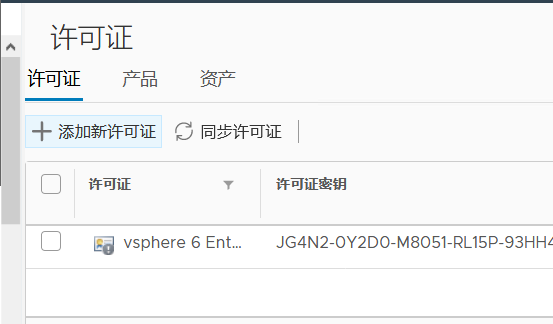 许可证
许可证 产品 资产
添加新许可证 同步许可证
许可证 许可证密钥
vsphere 6 Ent... JG4N2-0Y2D0-M8051-RL15P-93HH4